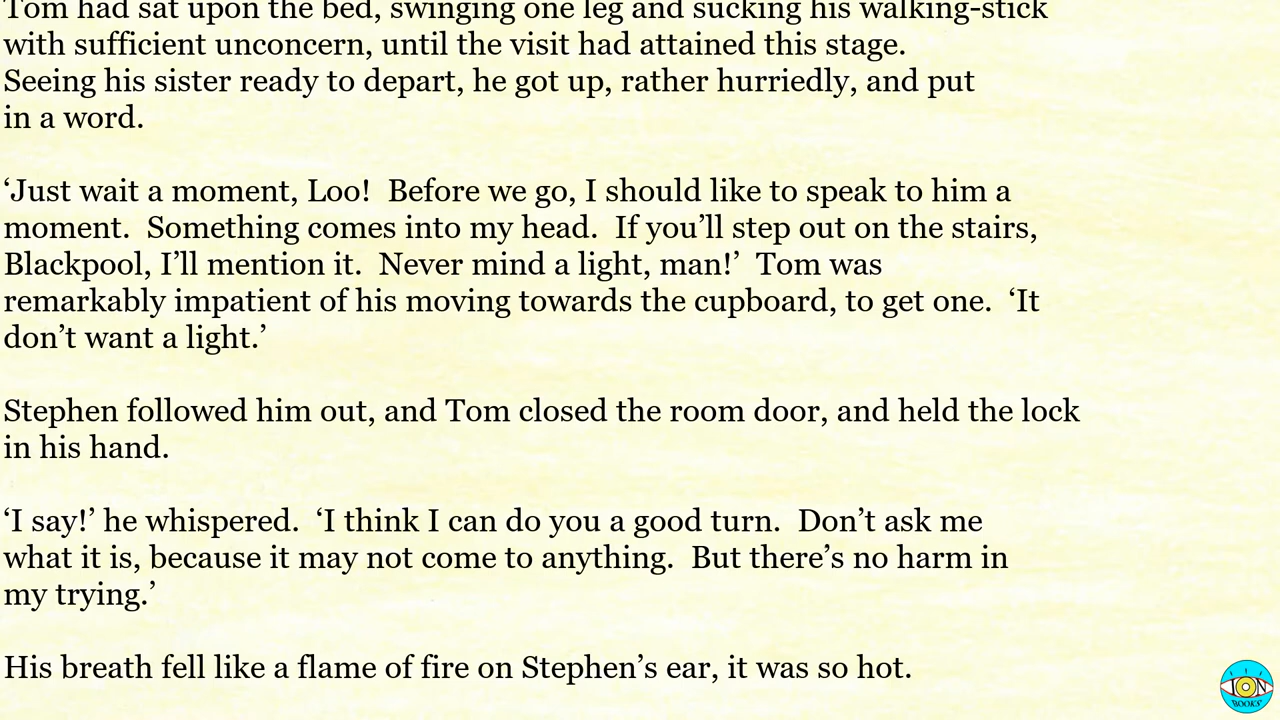 Tom had sat upon the bed, swinging one leg and sucking his walking-stick
with sufficient unconcern, until the visit had attained this stage.
Seeing his sister ready to depart, he got up, rather hurriedly, and put
in a word.
‘Just wait a moment, Loo!  Before we go, I should like to speak to him a
moment.  Something comes into my head.  If you’ll step out on the stairs,
Blackpool, I’ll mention it.  Never mind a light, man!’  Tom was
remarkably impatient of his moving towards the cupboard, to get one.  ‘It
don’t want a light.’
Stephen followed him out, and Tom closed the room door, and held the lock
in his hand.
‘I say!’ he whispered.  ‘I think I can do you a good turn.  Don’t ask me
what it is, because it may not come to anything.  But there’s no harm in
my trying.’
His breath fell like a flame of fire on Stephen’s ear, it was so hot.
ION
BOOKS